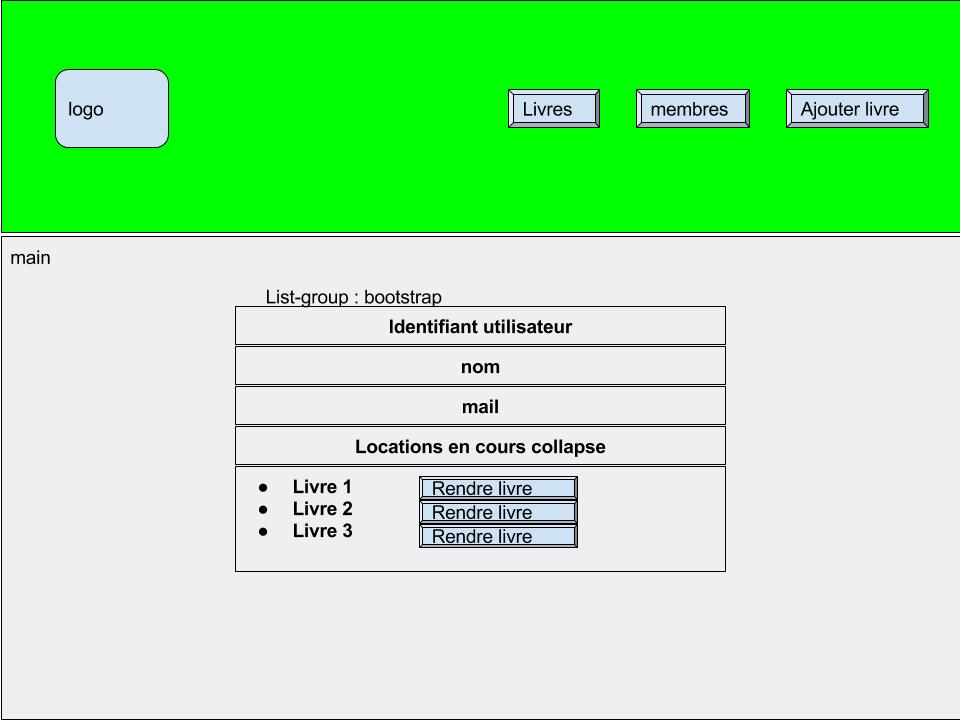 logo
Livres
membres
Ajouter livre
main
List-group : bootstrap
Identifiant utilisateur
nom
mail
Locations en cours collapse
● Livre 1 Rendre livre
● Livre 2 Rendre livre
● Livre 3 Rendre livre